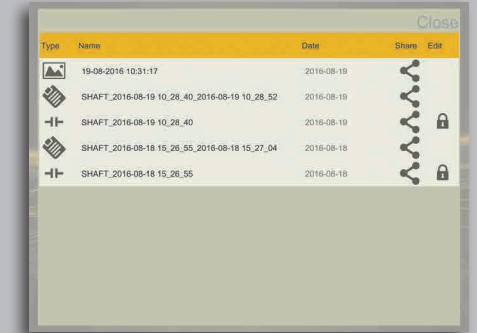 Close
Type Name Date Share Edit
19-08-2016 10:31:17 2016-08-19
SHAFT_2016-08-19 10_28_40_2016-08-19 10_28_52 2016-08-19
SHAFT_2016-08-19 10_28_40 2016-08-19
SHAFT_2016-08-18 15_26_55_2016-08-18 15_27_04 2016-08-18
SHAFT_2016-08-18 15_26_55 2016-08-18